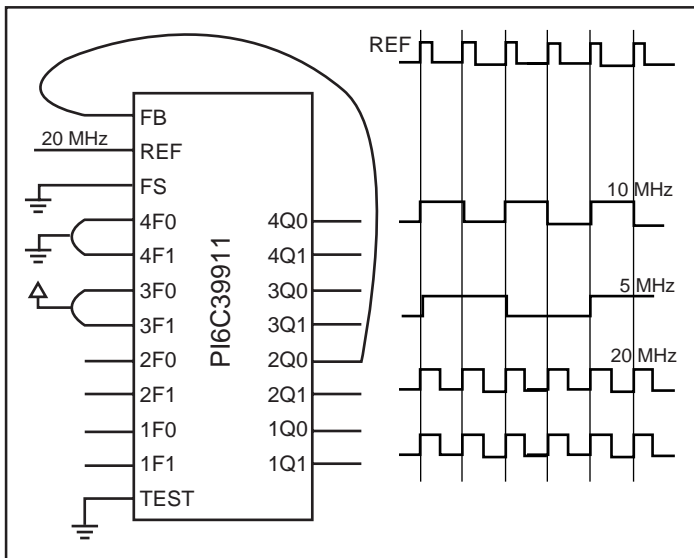 REF
FB
20 MHz
REF
FS
4F0
4F1
3F0
3F1
2F0
2F1
1F0
1F1
TEST
PI6C39911
4Q0
4Q1
3Q0
3Q1
2Q0
2Q1
1Q0
1Q1
10 MHz
5 MHz
20 MHz